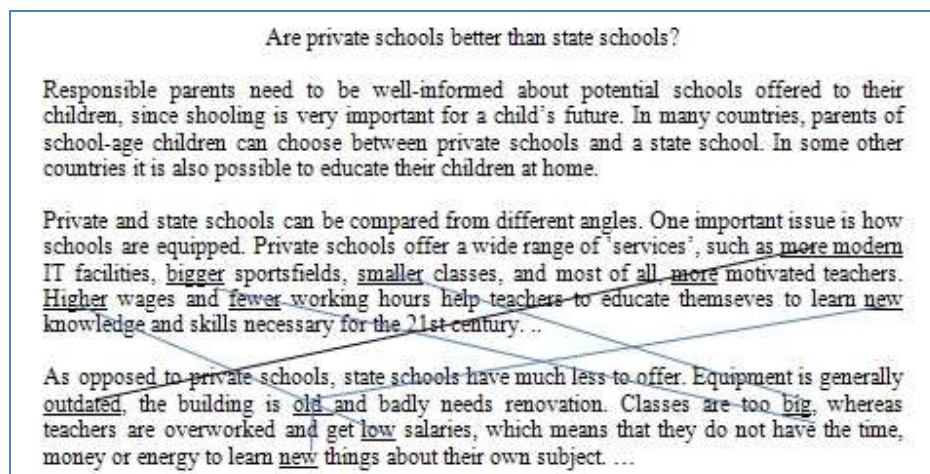 Are private schools better than state schools?
Responsible parents need to be well-informed about potential schools offered to their
children, since shooling is very important for a child's future. In many countries, parents of
school-age children can choose between private schools and a state school. In some other
countries it is also possible to educate their children at home.
Private and state schools can be compared from different angles. One important issue is how
schools are equipped. Private schools offer a wide range of 'services', such as more modern
IT facilities, bigger sportsfields, smaller classes, and most of all, more motivated teachers.
Higher wages and fewer working hours help teachers to educate themseves to learn new
knowledge and skills necessary for the 21st century. ..
As opposed to private schools, state schools have much less to offer. Equipment is generally
outdated, the building is old and badly needs renovation. Classes are too big, whereas
teachers are overworked and get low salaries, which means that they do not have the time,
money or energy to learn new things about their own subject. …